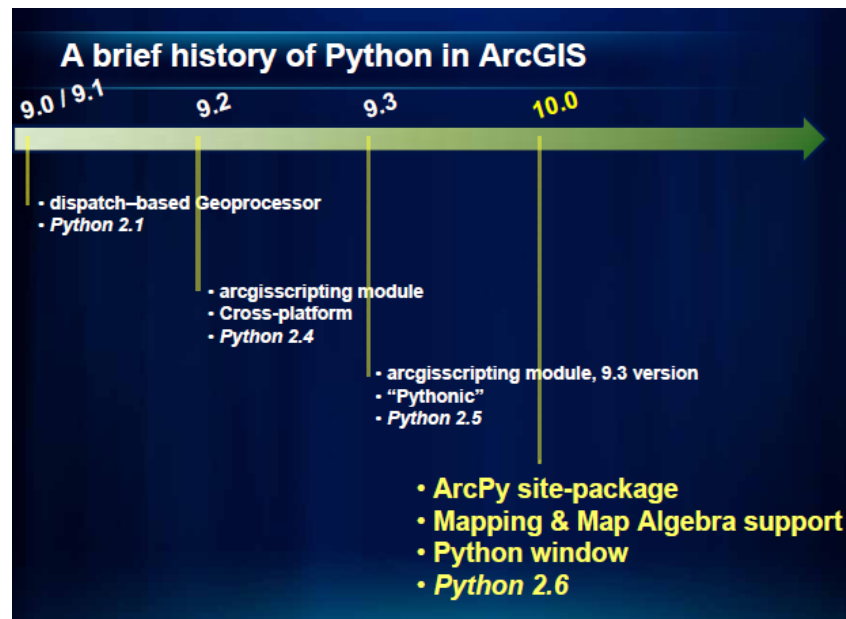 A brief history of Python in ArcGIS
9.0 / 9.1
9.2
9.3
10.0
• dispatch–based Geoprocessor
• Python 2.1
• arcgisscripting module
• Cross-platform
• Python 2.4
• arcgisscripting module, 9.3 version
• “Pythonic”
• Python 2.5
• ArcPy site-package
• Mapping & Map Algebra support
• Python window
• Python 2.6